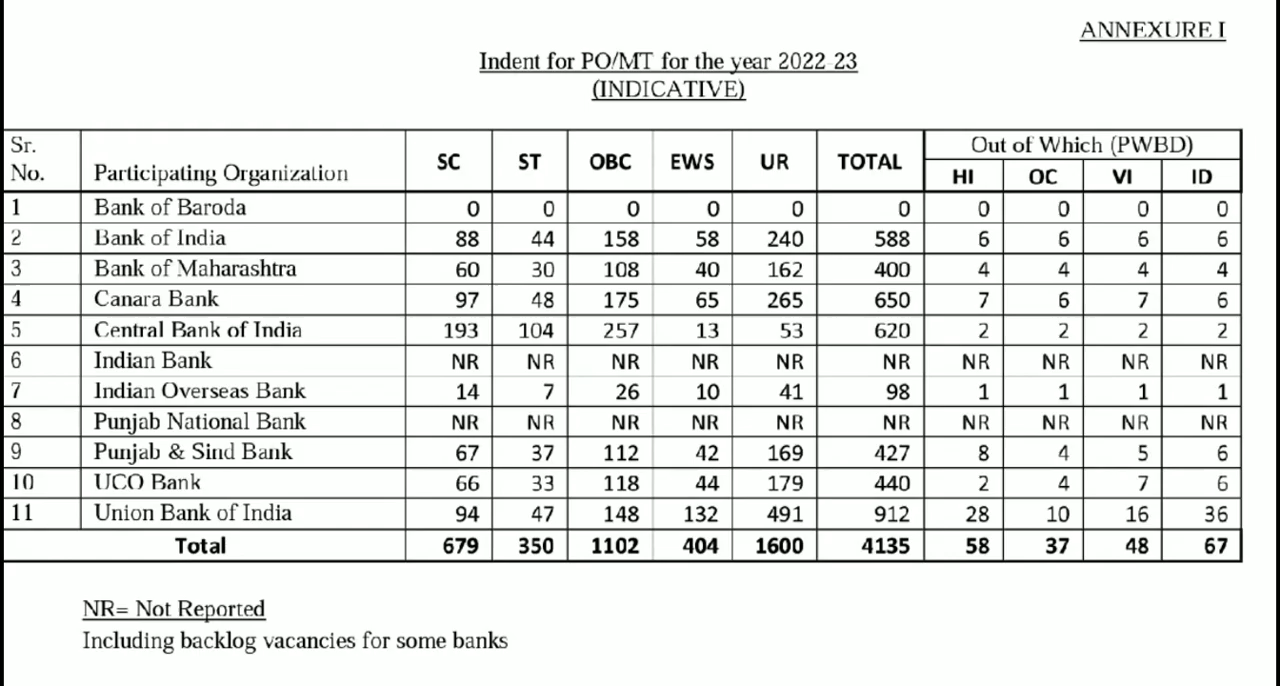 ANNEXURE I
Indent for PO/MT for the year 2022-23
(INDICATIVE)
Sr. No. Participating Organization SC ST OBC EWS UR TOTAL Out of Which (PWBD)
HI OC VI ID
1 Bank of Baroda 0 0 0 0 0 0 0 0 0 0
2 Bank of India 88 44 158 58 240 588 6 6 6 6
3 Bank of Maharashtra 60 30 108 40 162 400 4 4 4 4
4 Canara Bank 97 48 175 65 265 650 7 6 7 6
5 Central Bank of India 193 104 257 13 53 620 2 2 2 2
6 Indian Bank NR NR NR NR NR NR NR NR NR NR
7 Indian Overseas Bank 14 7 26 10 41 98 1 1 1 1
8 Punjab National Bank NR NR NR NR NR NR NR NR NR NR
9 Punjab & Sind Bank 67 37 112 42 169 427 8 4 5 6
10 UCO Bank 66 33 118 44 179 440 2 4 7 6
11 Union Bank of India 94 47 148 132 491 912 28 10 16 36
Total 679 350 1102 404 1600 4135 58 37 48 67
NR= Not Reported
Including backlog vacancies for some banks